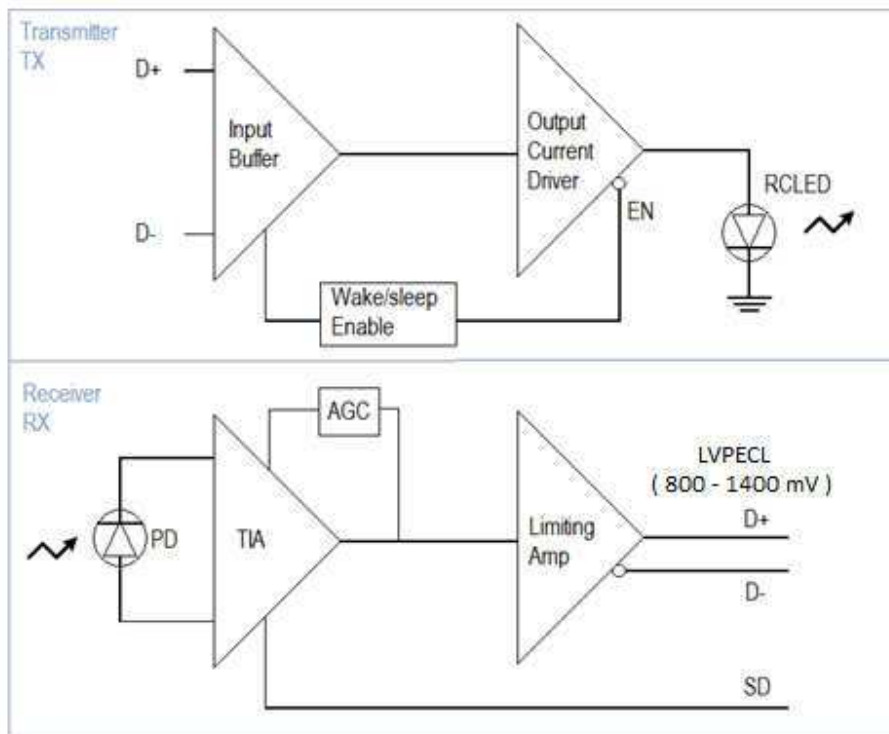 Transmitter
TX
D+
D-
Input
Buffer
Output
Current
Driver
EN
RCLED
Wake/sleep
Enable
Receiver
RX
AGC
PD
TIA
Limiting
Amp
LVPECL
( 800 - 1400 mV )
D+
D-
SD